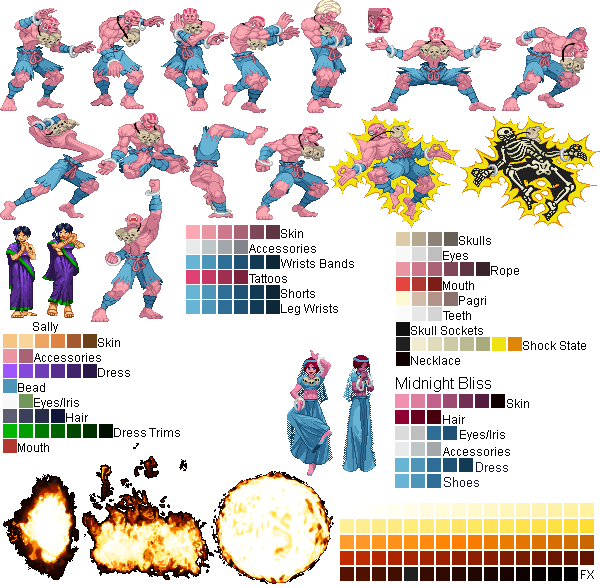 Skin
Accessories
Wrists Bands
Tattoos
Shorts
Leg Wrists
Skulls
Eyes
Rope
Mouth
Pagri
Teeth
Skull Sockets
Shock State
Necklace
Sally
Skin
Accessories
Dress
Bead
Eyes/Iris
Hair
Dress Trims
Mouth
Midnight Bliss
Skin
Hair
Eyes/Iris
Accessories
Dress
Shoes
FX